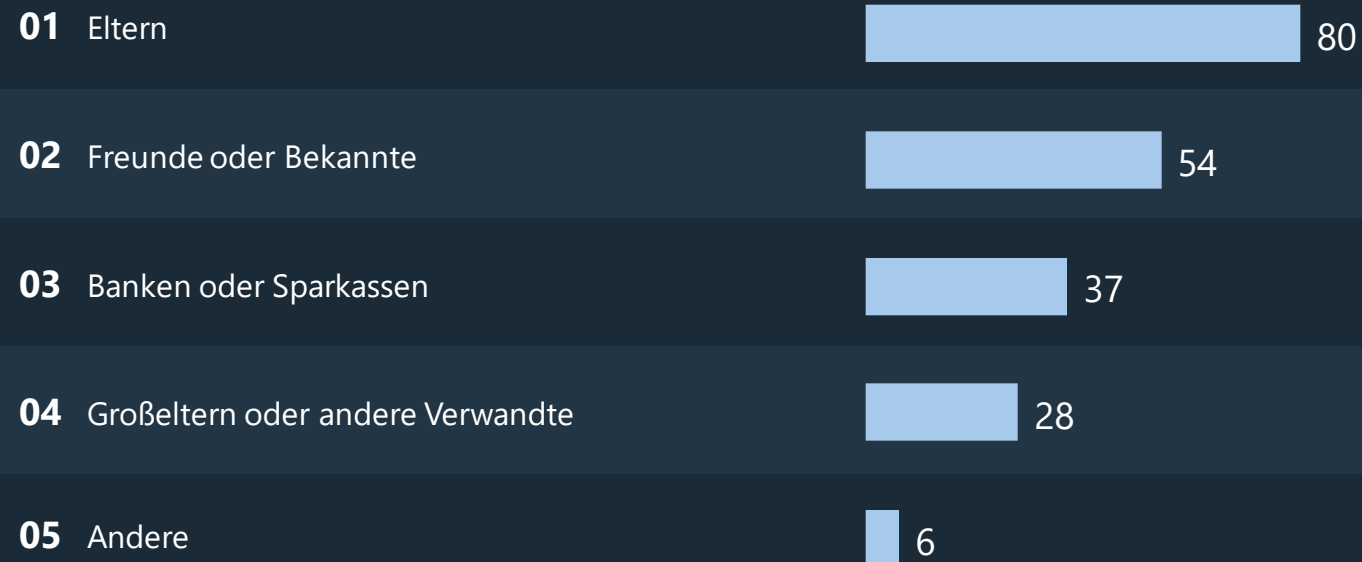 01 Eltern 80
02 Freunde oder Bekannte 54
03 Banken oder Sparkassen 37
04 Großeltern oder andere Verwandte 28
05 Andere 6